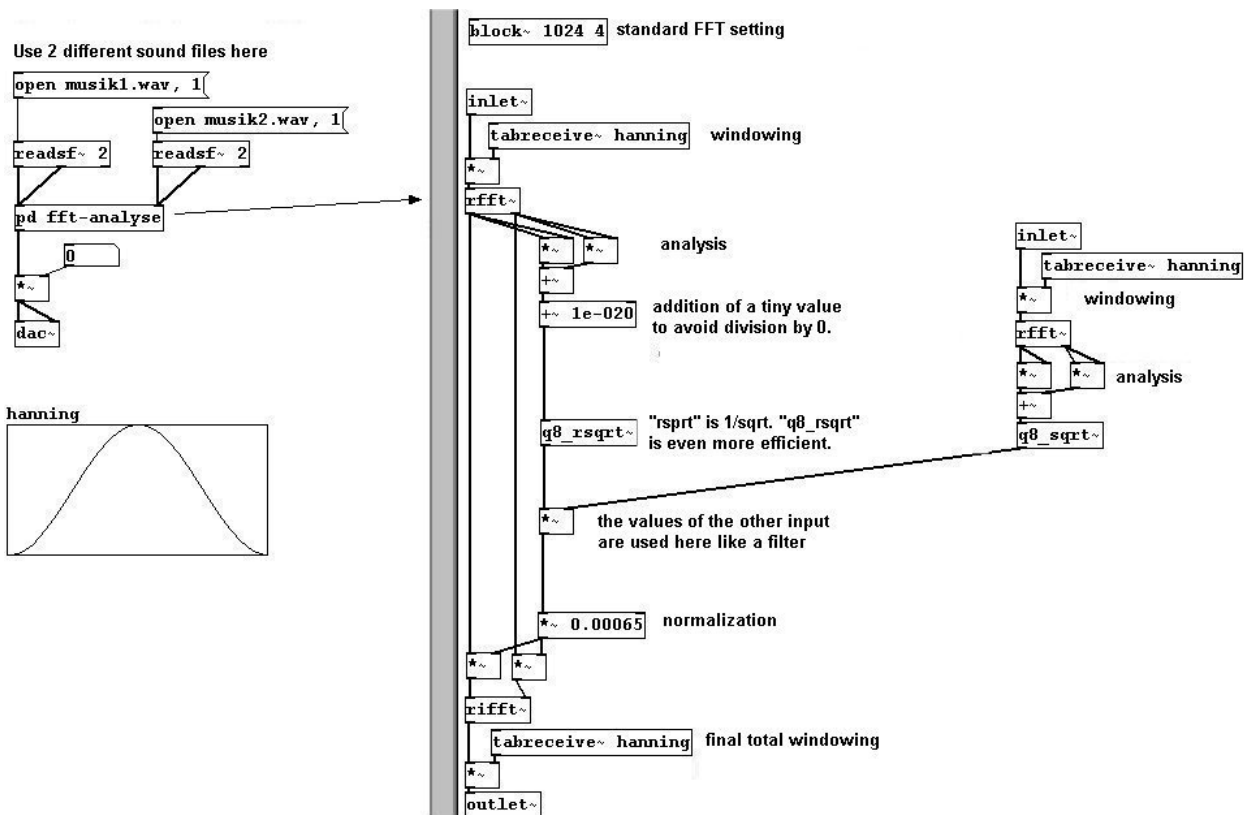 Use 2 different sound files here
open musik1.wav, 1
open musik2.wav, 1
readsf~ 2
readsf~ 2
pd fft-analyse
0
*~
dac~
hanning
block~ 1024 4
standard FFT setting
inlet~
tabreceive~ hanning
windowing
*~
rfft~
*~
*~
analysis
+~
+~ 1e-020
addition of a tiny value
to avoid division by 0.
q8_rsqrt~
"rsprt" is 1/sqrt. "q8_rsqrt"
is even more efficient.
*~
the values of the other input
are used here like a filter
*~ 0.00065
normalization
*~
*~
rifft~
tabreceive~ hanning
final total windowing
*~
outlet~
inlet~
tabreceive~ hanning
*~
windowing
rfft~
*~
*~
analysis
+~
q8_sqrt~